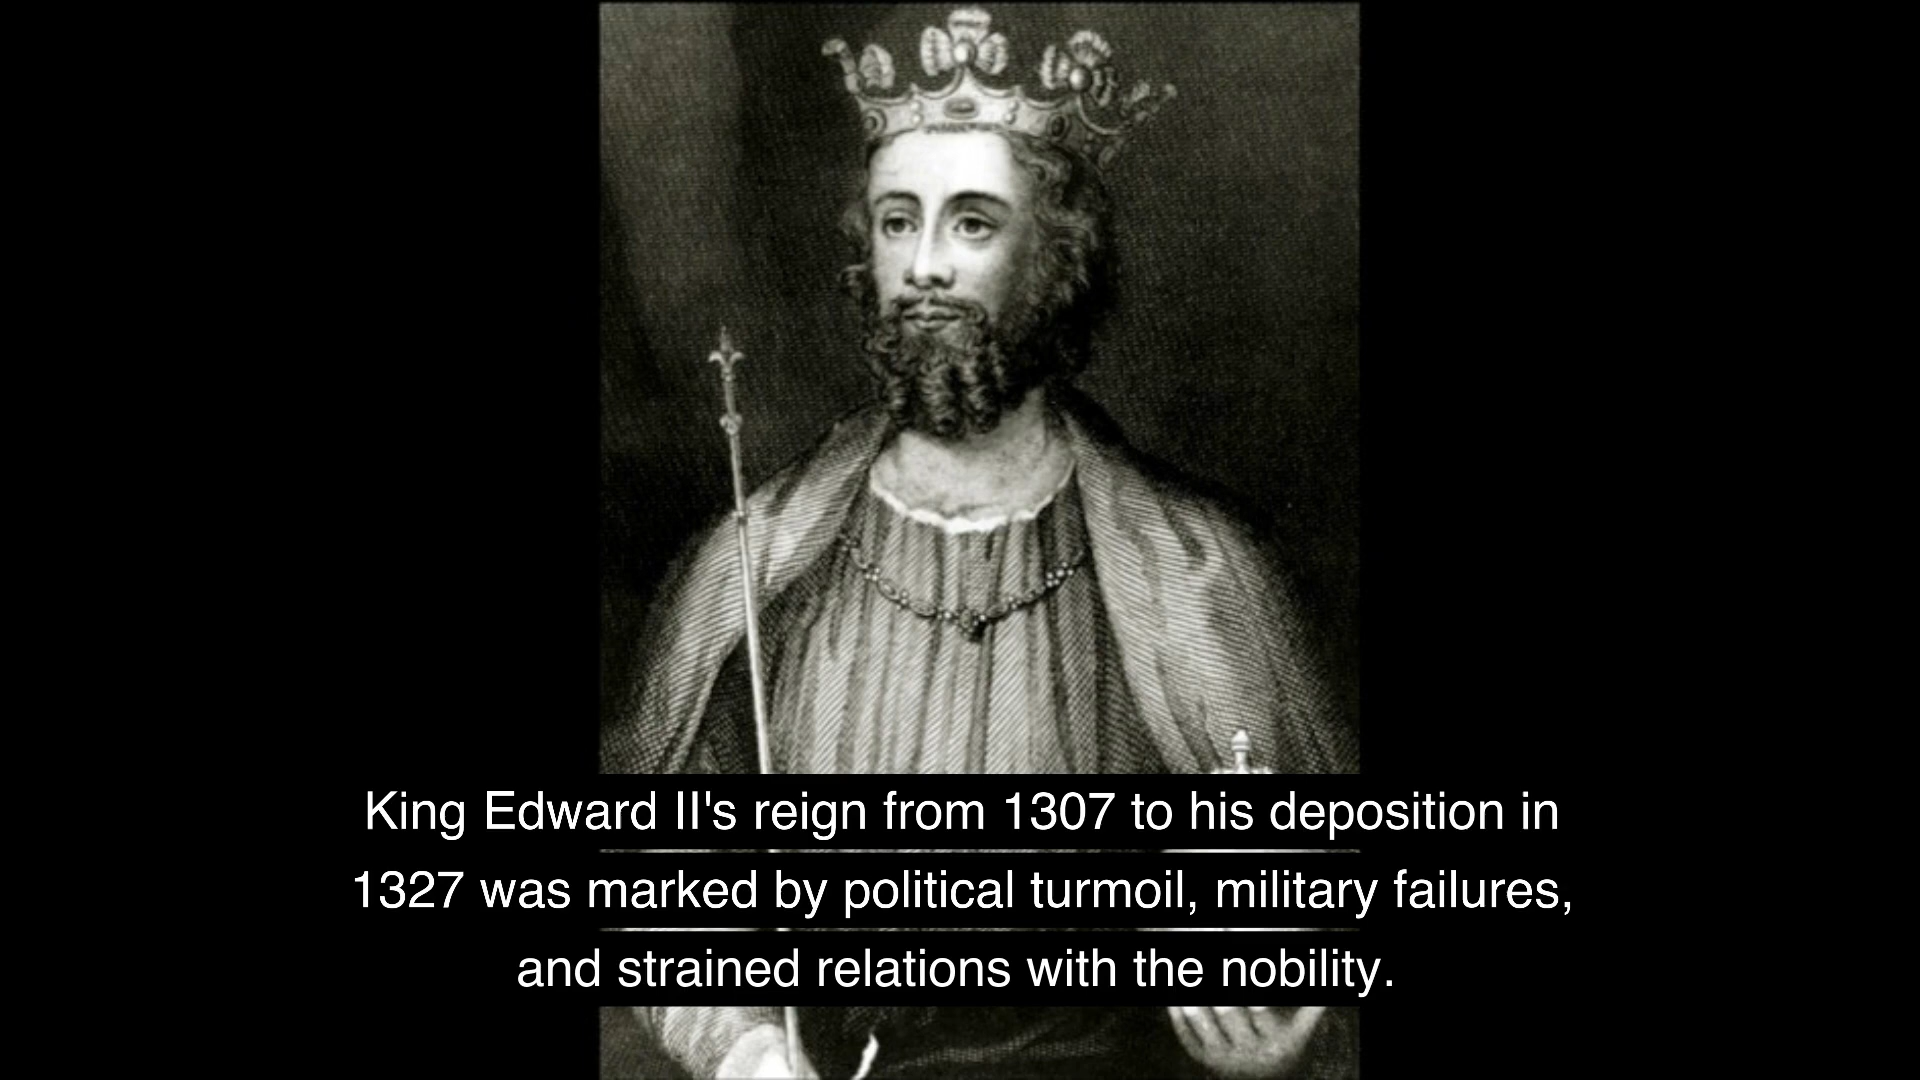 King Edward II's reign from 1307 to his deposition in
1327 was marked by political turmoil, military failures,
and strained relations with the nobility.